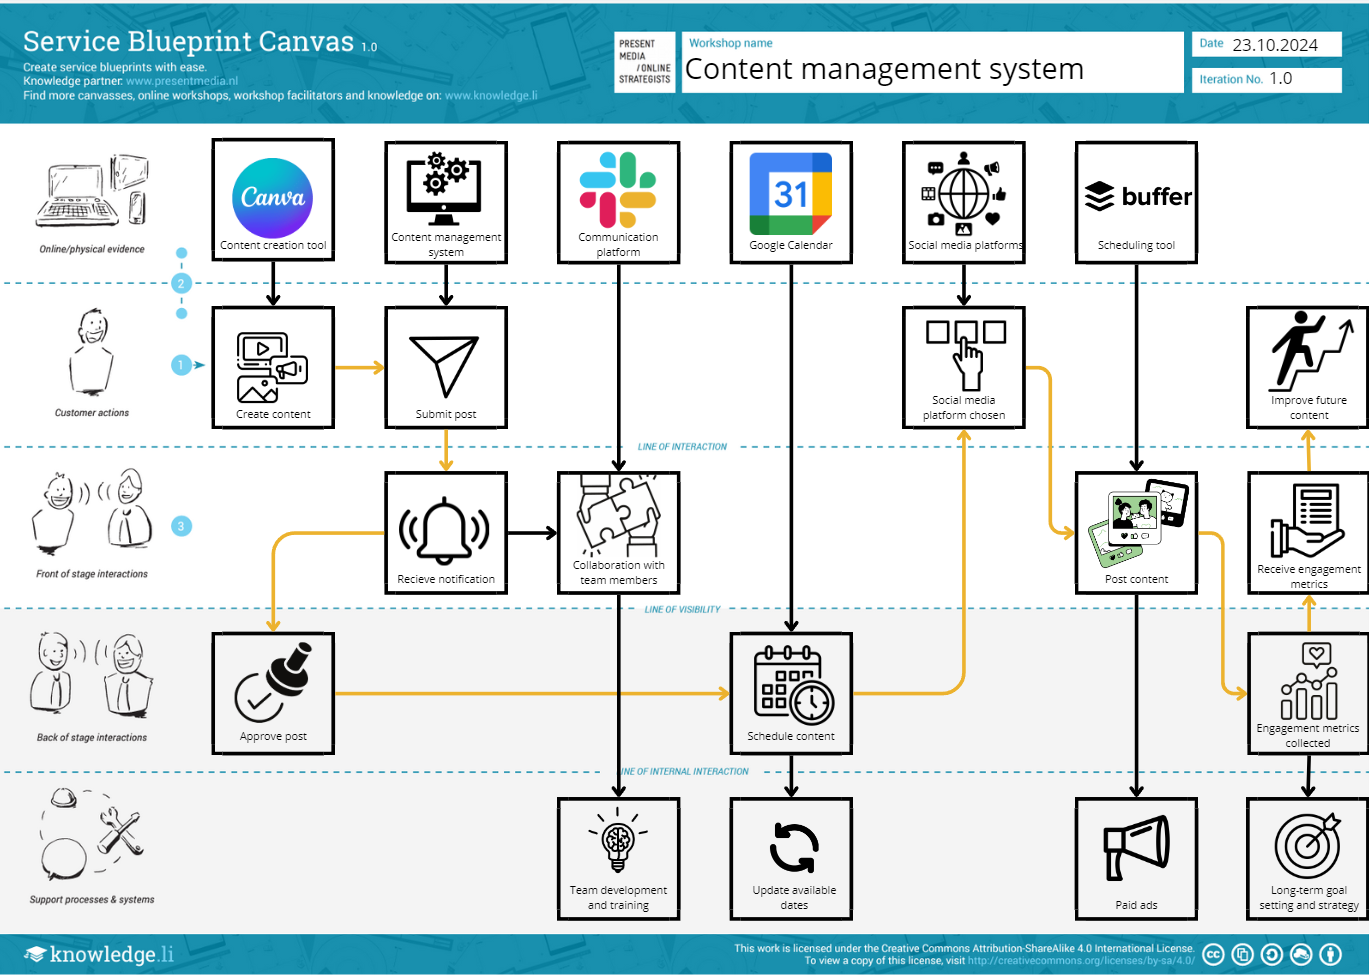 Service Blueprint Canvas 1.0
Create service blueprints with ease.
Knowledge partner: www.presentmedia.nl
Find more canvasses, online workshops, workshop facilitators and knowledge on: www.knowledge.li
PRESENT
MEDIA
/ONLINE
STRATEGISTS
Workshop name
Content management system
Date 23.10.2024
Iteration No. 1.0
Online/physical evidence
Canva
Content creation tool
Content management
system
Communication
platform
31
Google Calendar
Social media platforms
buffer
Scheduling tool
2
Customer actions
1
Create content
Submit post
Social media
platform chosen
Improve future
content
LINE OF INTERACTION
Front of stage interactions
3
Recieve notification
Collaboration with
team members
Post content
Receive engagement
metrics
LINE OF VISIBILITY
Back of stage interactions
Approve post
Schedule content
Engagement metrics
collected
INE OF INTERNAL INTERACTION
Support processes & systems
Team development
and training
Update available
dates
Paid ads
Long-term goal
setting and strategy
knowledge.li
This work is licensed under the Creative Commons Attribution-ShareAlike 4.0 International License.
To view a copy of this license, visit http://creativecommons.org/licenses/by-sa/4.0/
cc